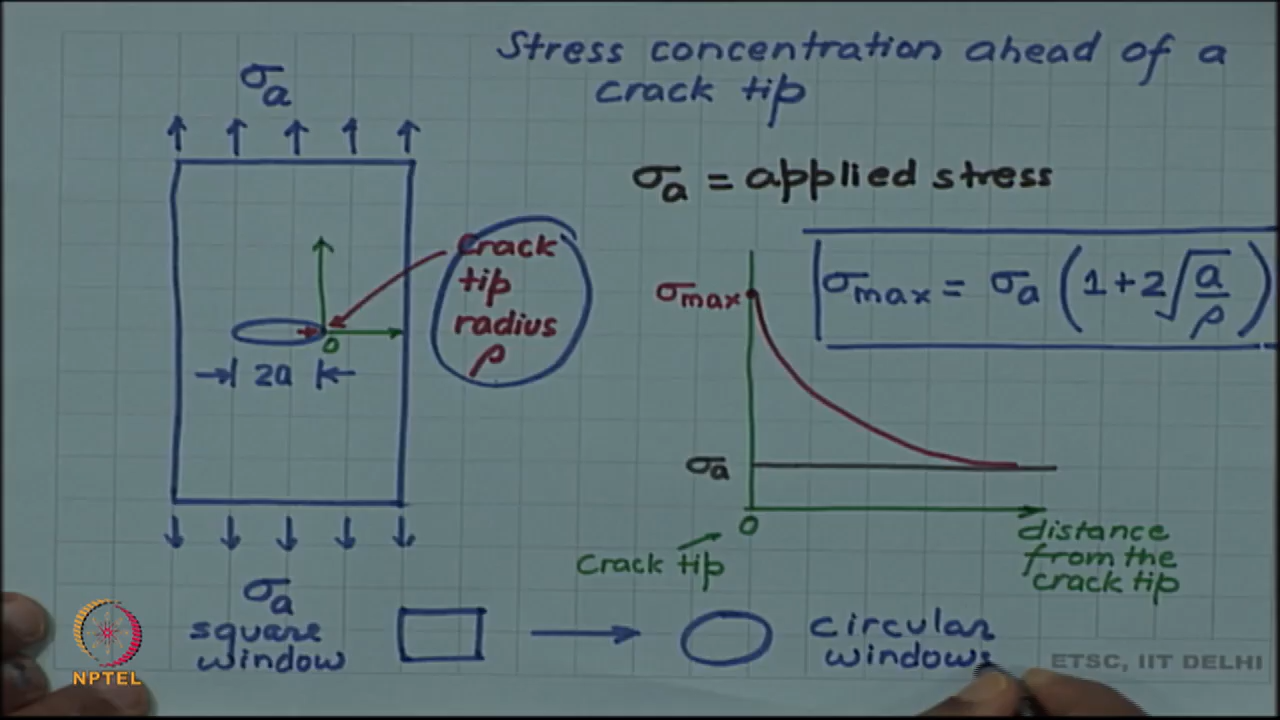 Stress concentration ahead of a
crack tip
σa
σa = applied stress
Crack
tip
radius
ρ
σmax = σa (1+2√(a/ρ))
σmax
O
2a
σa
O
Crack tip
distance
from the
crack tip
σa
square
window
circular
windows
NPTEL
ETSC, IIT DELHI